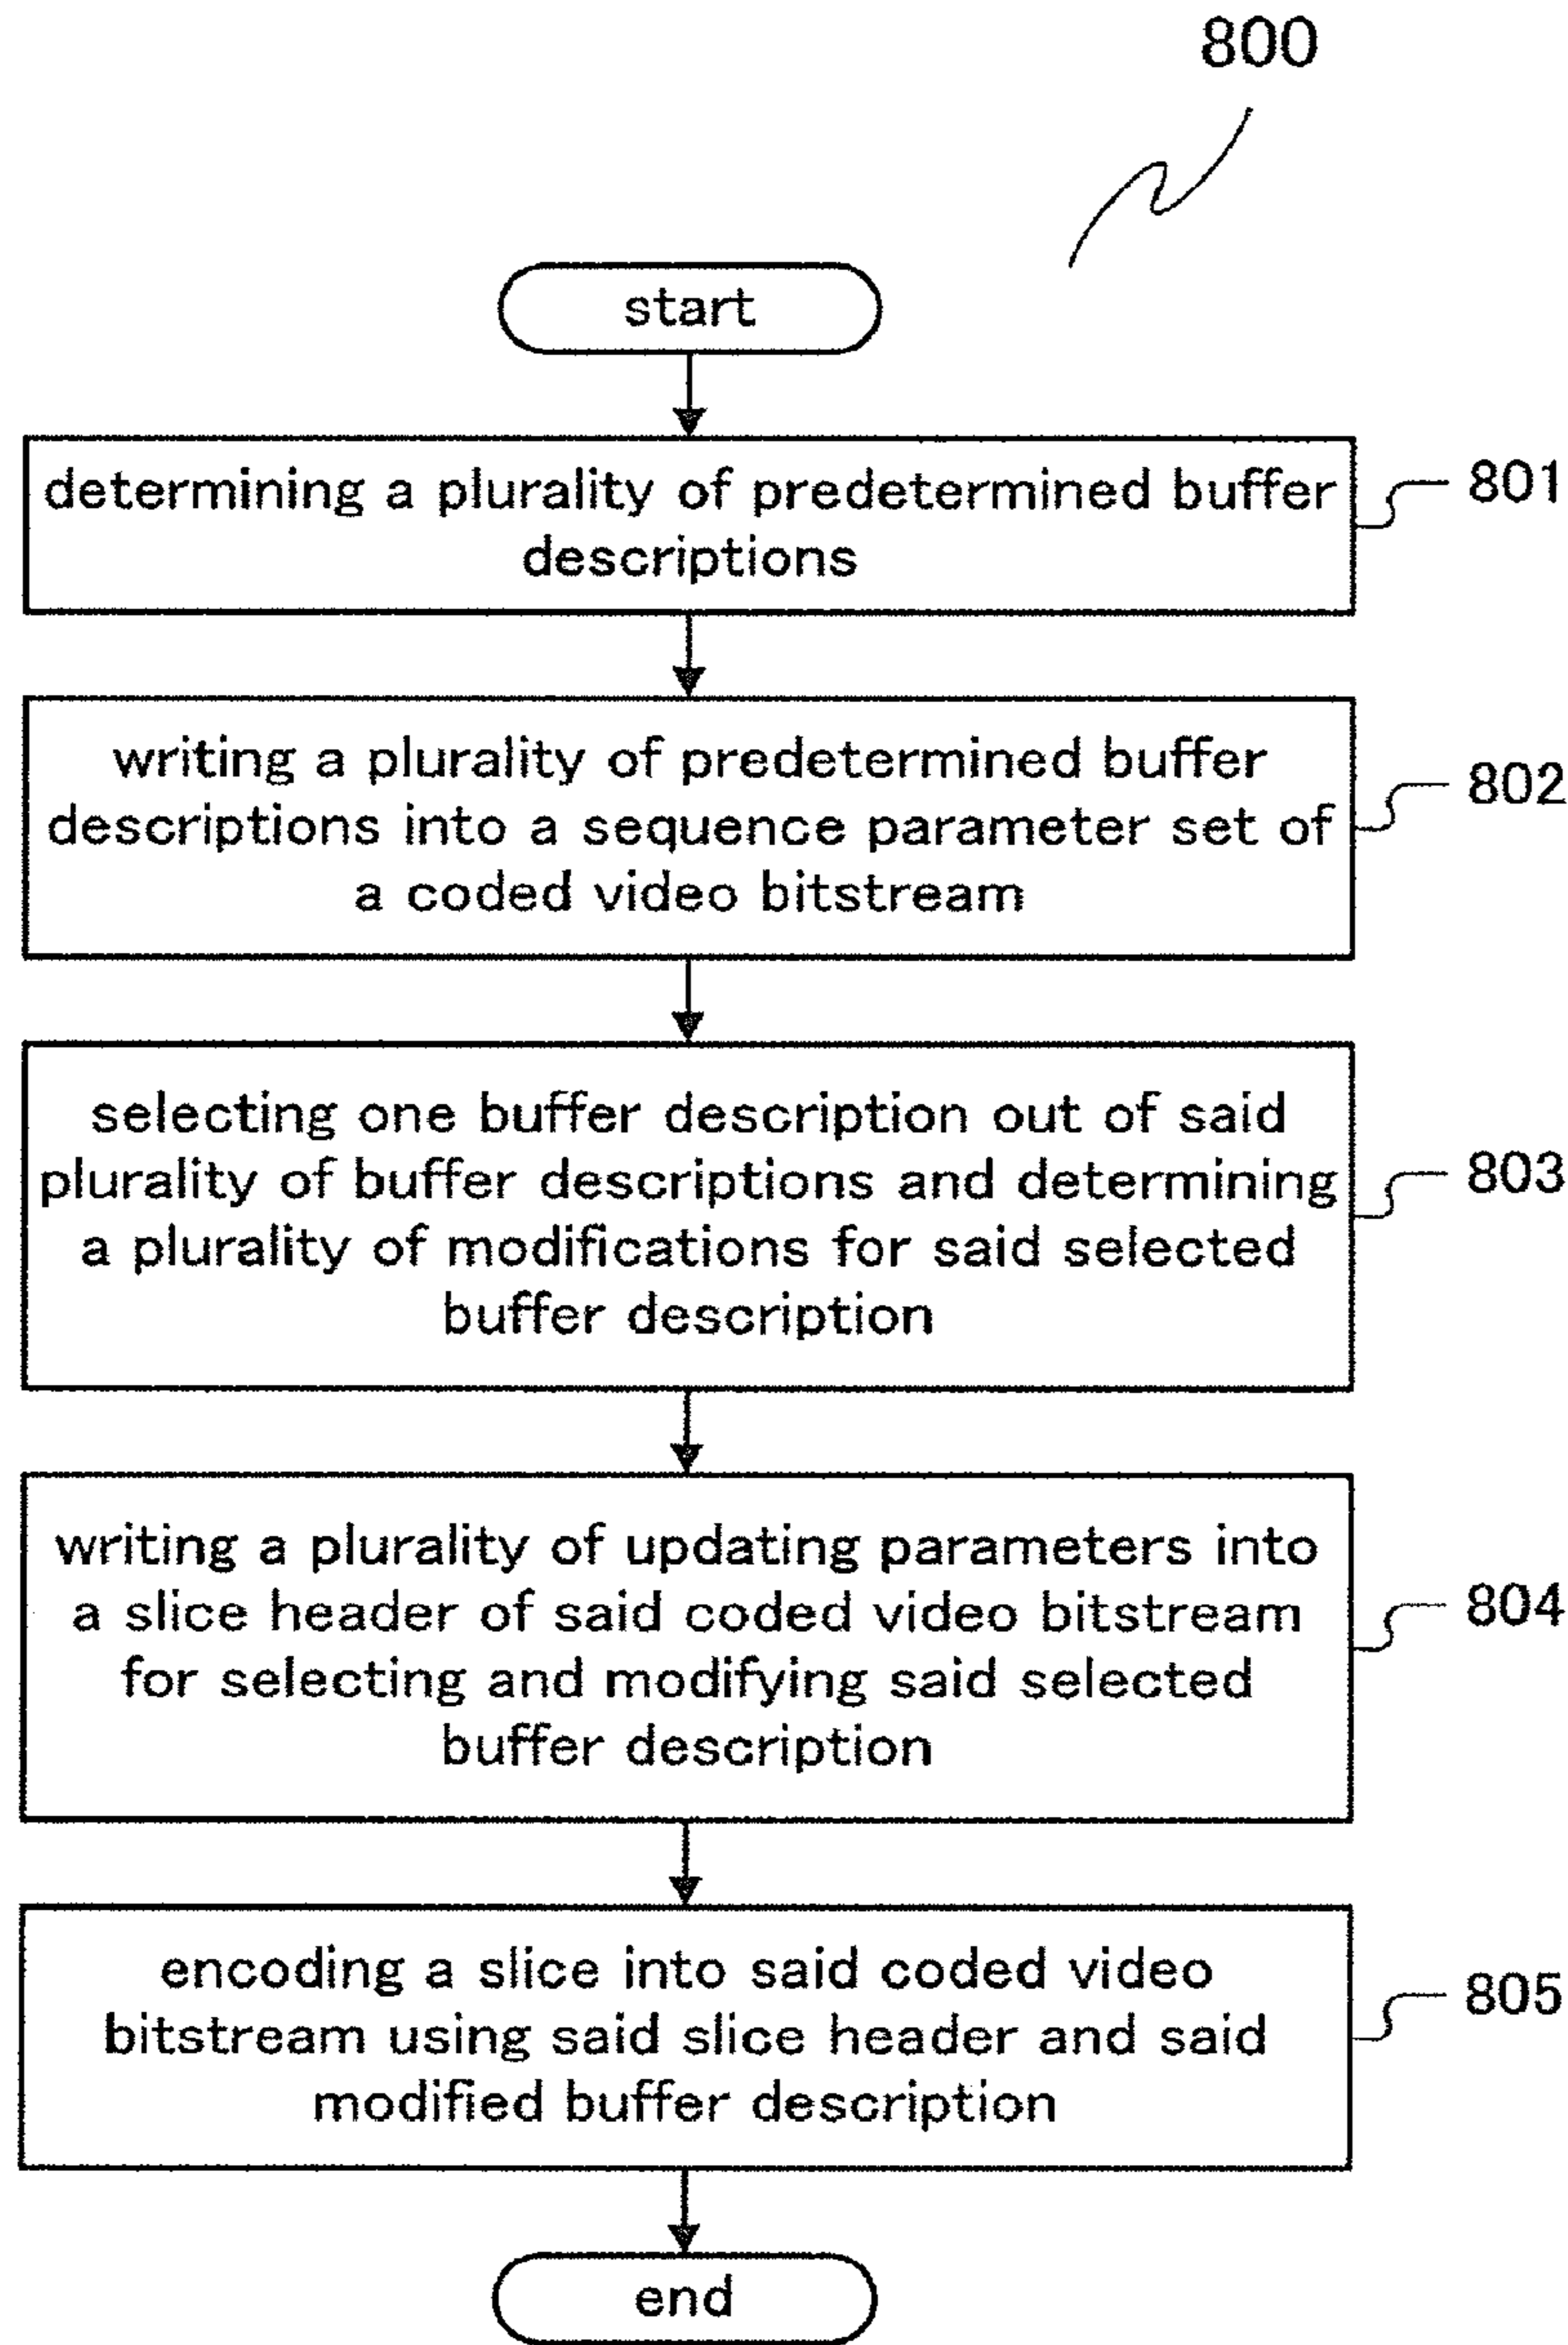 800
start
determining a plurality of predetermined buffer
descriptions
801
writing a plurality of predetermined buffer
descriptions into a sequence parameter set of
a coded video bitstream
802
selecting one buffer description out of said
plurality of buffer descriptions and determining
a plurality of modifications for said selected
buffer description
803
writing a plurality of updating parameters into
a slice header of said coded video bitstream
for selecting and modifying said selected
buffer description
804
encoding a slice into said coded video
bitstream using said slice header and said
modified buffer description
805
end